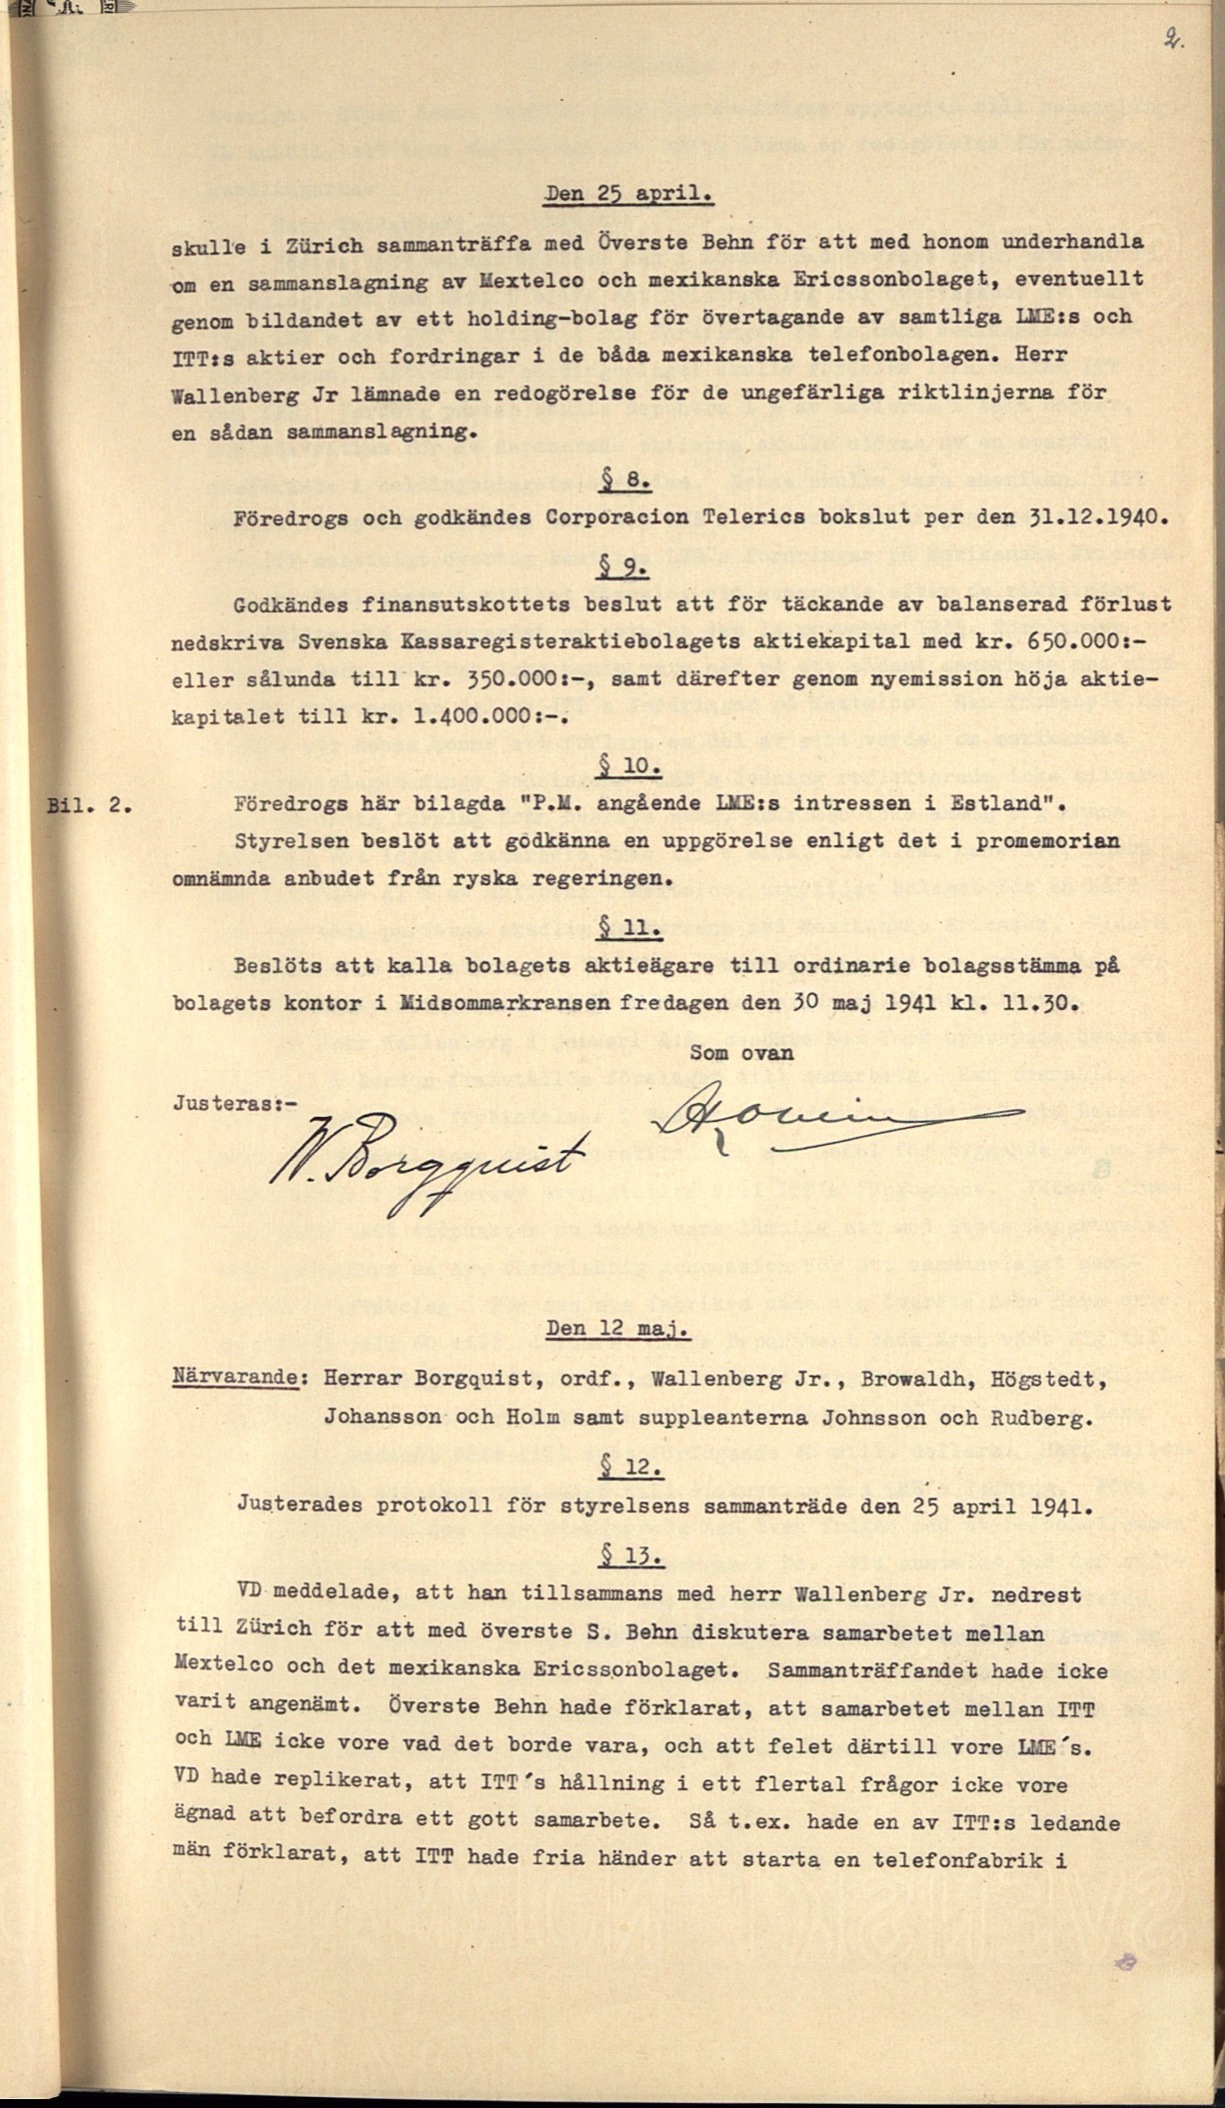 2.
Den 25 april.
skulle i Zürich sammanträffa med Överste Behn för att med honom underhandla
om en sammanslagning av Mextelco och mexikanska Ericssonbolaget, eventuellt
genom bildandet av ett holding-bolag för övertagande av samtliga LME:s och
ITT:s aktier och fordringar i de båda mexikanska telefonbolagen. Herr
Wallenberg Jr lämnade en redogörelse för de ungefärliga riktlinjerna för
en sådan sammanslagning.
§ 8.
Föredrogs och godkändes Corporacion Telerics bokslut per den 31.12.1940.
§ 9.
Godkändes finansutskottets beslut att för täckande av balanserad förlust
nedskriva Svenska Kassaregisteraktiebolagets aktiekapital med kr. 650.000:-
eller sålunda till kr. 350.000:-, samt därefter genom nyemission höja aktie-
kapitalet till kr. 1.400.000:-.
§ 10.
Bil. 2. Föredrogs här bilagda "P.M. angående LME:s intressen i Estland".
Styrelsen beslöt att godkänna en uppgörelse enligt det i promemorian
omnämnda anbudet från ryska regeringen.
§ 11.
Beslöts att kalla bolagets aktieägare till ordinarie bolagsstämma på
bolagets kontor i Midsommarkransen fredagen den 30 maj 1941 kl. 11.30.
Som ovan
Justeras:-
W. Borgquist
Den 12 maj.
Närvarande: Herrar Borgquist, ordf., Wallenberg Jr., Browaldh, Högstedt,
Johansson och Holm samt suppleanterna Johnsson och Rudberg.
§ 12.
Justerades protokoll för styrelsens sammanträde den 25 april 1941.
§ 13.
VD meddelade, att han tillsammans med herr Wallenberg Jr. nedrest
till Zürich för att med överste S. Behn diskutera samarbetet mellan
Mextelco och det mexikanska Ericssonbolaget. Sammanträffandet hade icke
varit angenämt. Överste Behn hade förklarat, att samarbetet mellan ITT
och LME icke vore vad det borde vara, och att felet därtill vore LME´s.
VD hade replikerat, att ITT´s hållning i ett flertal frågor icke vore
ägnad att befordra ett gott samarbete. Så t.ex. hade en av ITT:s ledande
män förklarat, att ITT hade fria händer att starta en telefonfabrik i